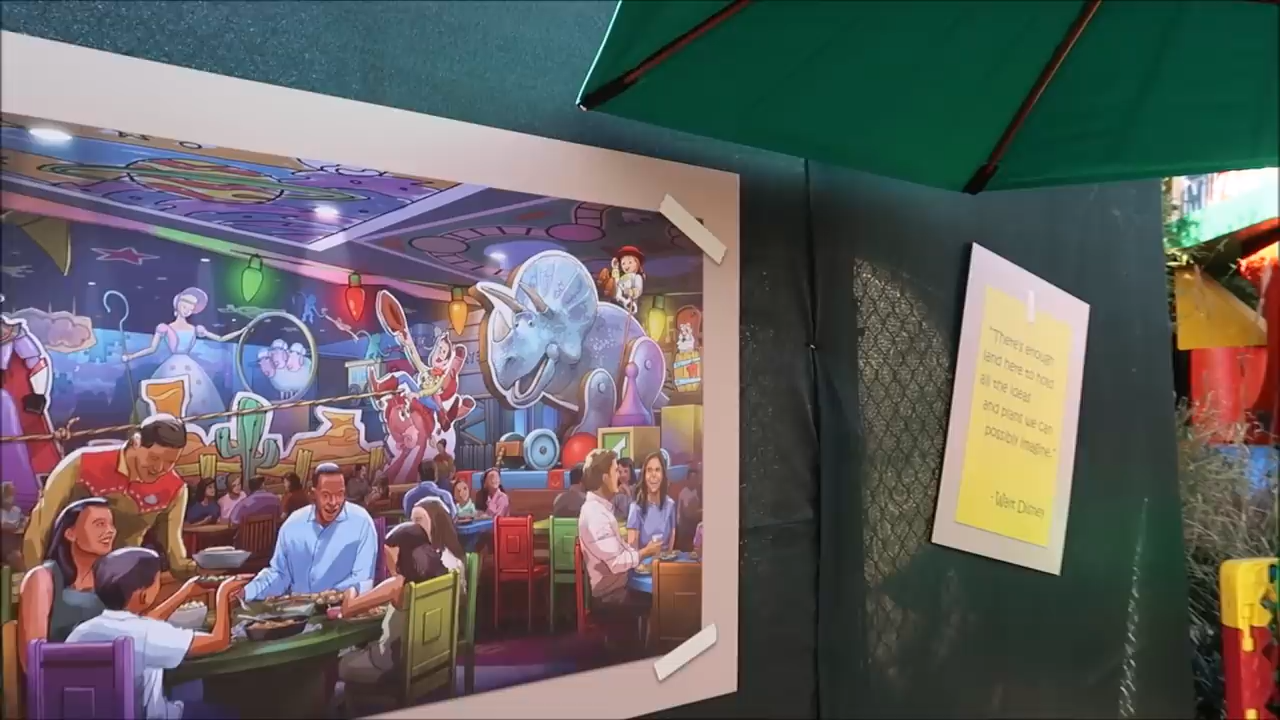 "There's enough
land here to hold
all the ideas
and plans we can
possibly imagine."
- Walt Disney